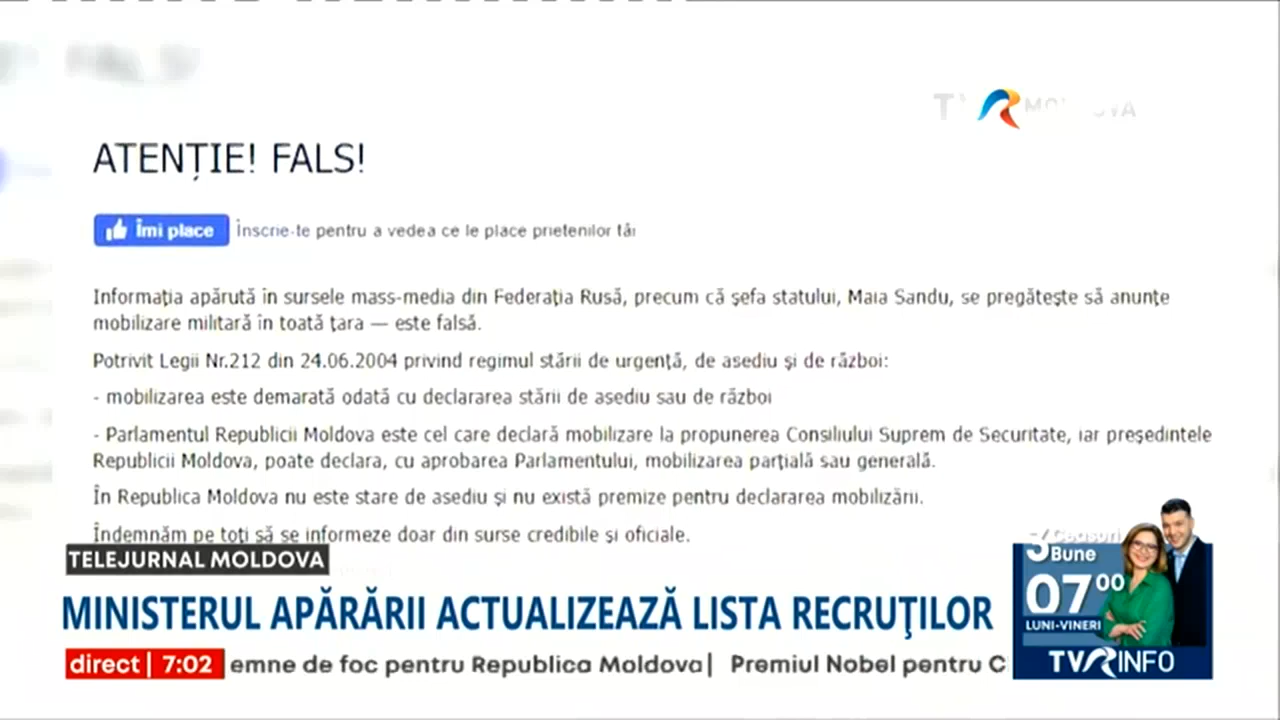 TV MOLDOVA
ATENȚIE! FALS!
Îmi place
Înscrie-te pentru a vedea ce le place prietenilor tăi
Informația apărută în sursele mass-media din Federația Rusă, precum că șefa statului, Maia Sandu, se pregătește să anunțe
mobilizare militară în toată țara — este falsă.
Potrivit Legii Nr.212 din 24.06.2004 privind regimul stării de urgență, de asediu și de război:
- mobilizarea este demarată odată cu declararea stării de asediu sau de război
- Parlamentul Republicii Moldova este cel care declară mobilizare la propunerea Consiliului Suprem de Securitate, iar președintele
Republicii Moldova, poate declara, cu aprobarea Parlamentului, mobilizarea parțială sau generală.
În Republica Moldova nu este stare de asediu și nu există premize pentru declararea mobilizării.
Îndemnăm pe toți să se informeze doar din surse credibile și oficiale.
TELEJURNAL MOLDOVA
MINISTERUL APĂRĂRII ACTUALIZEAZĂ LISTA RECRUŢILOR
direct| 7:02 emne de foc pentru Republica Moldova| Premiul Nobel pentru C
3 Ceasuri
Bune
07 00
LUNI-VINERI
TVR INFO